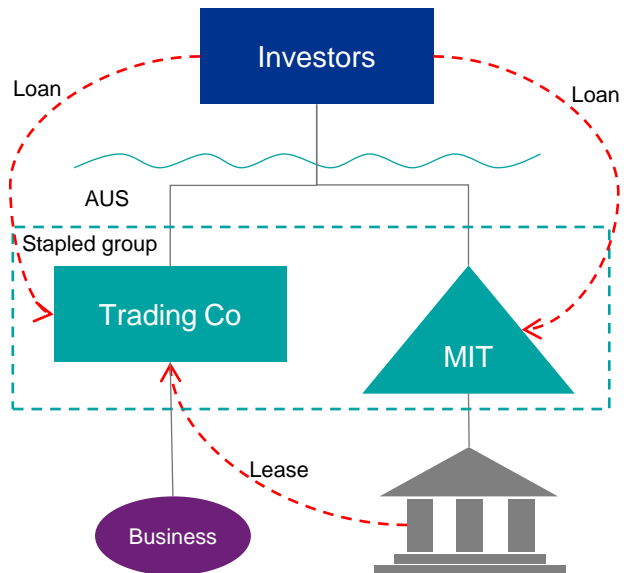 Investors
Loan
Loan
AUS
Stapled group
Trading Co
MIT
Lease
Business